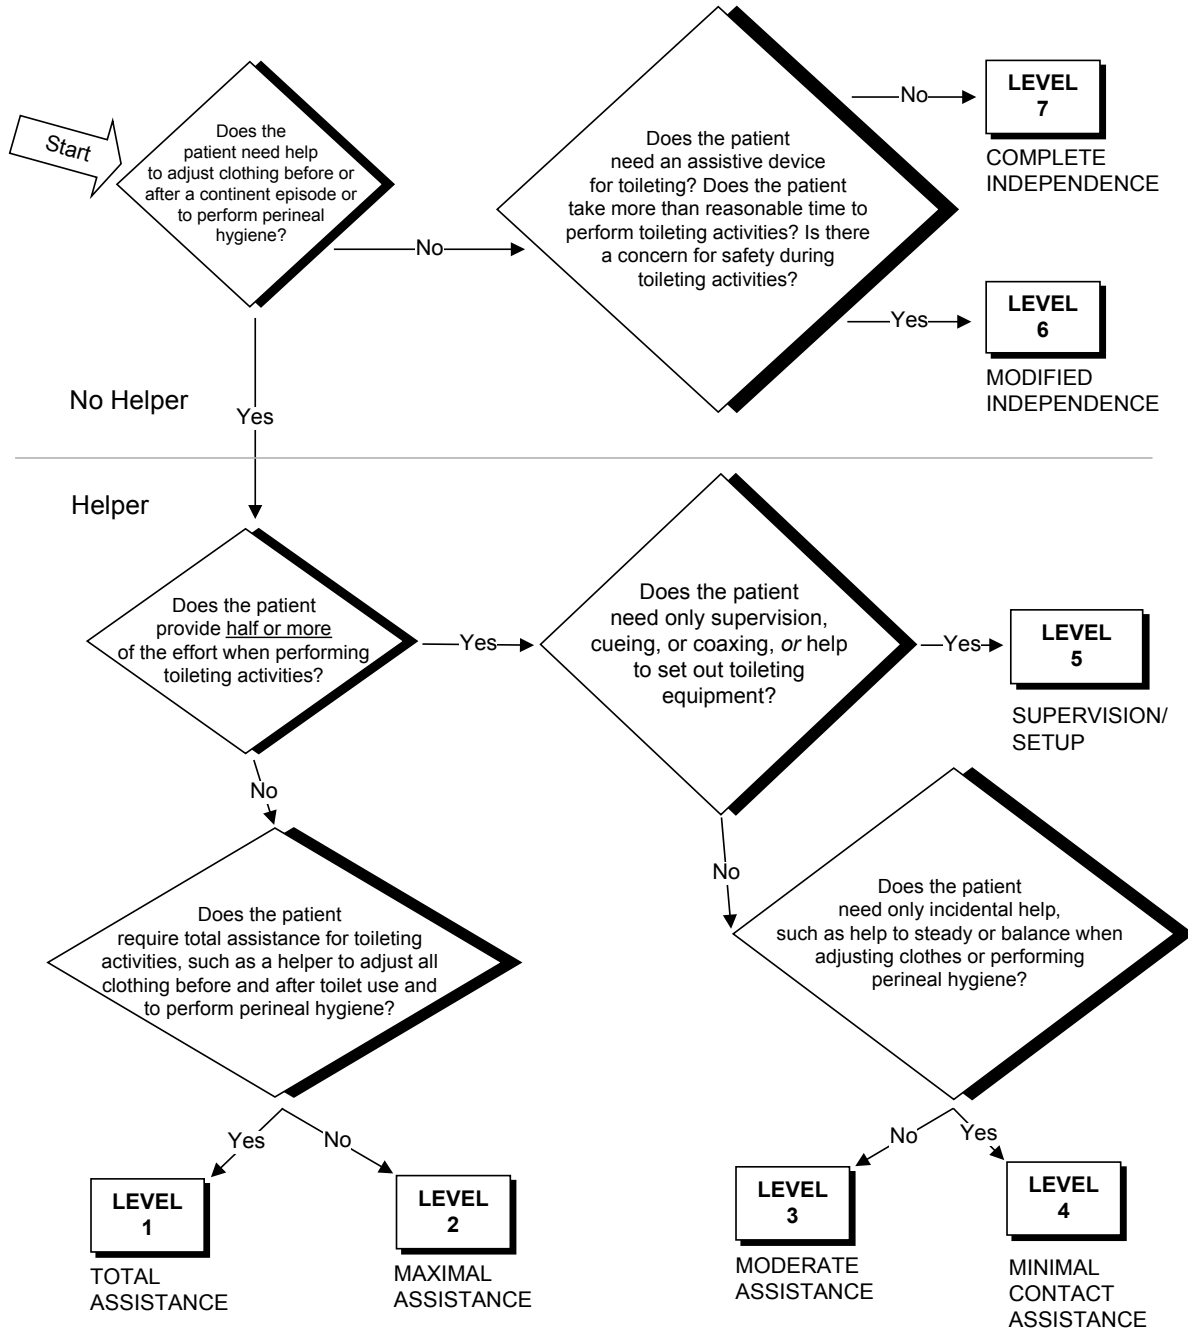 Start
Does the
patient need help
to adjust clothing before or
after a continent episode or
to perform perineal
hygiene?
No
Does the patient
need an assistive device
for toileting? Does the patient
take more than reasonable time to
perform toileting activities? Is there
a concern for safety during
toileting activities?
No
LEVEL
7
COMPLETE
INDEPENDENCE
Yes
LEVEL
6
MODIFIED
INDEPENDENCE
No Helper
Yes
Helper
Does the patient
provide half or more
of the effort when performing
toileting activities?
Yes
Does the patient
need only supervision,
cueing, or coaxing, or help
to set out toileting
equipment?
Yes
LEVEL
5
SUPERVISION/
SETUP
No
Does the patient
require total assistance for toileting
activities, such as a helper to adjust all
clothing before and after toilet use and
to perform perineal hygiene?
No
Does the patient
need only incidental help,
such as help to steady or balance when
adjusting clothes or performing
perineal hygiene?
Yes
No
LEVEL
1
TOTAL
ASSISTANCE
LEVEL
2
MAXIMAL
ASSISTANCE
No
Yes
LEVEL
3
MODERATE
ASSISTANCE
LEVEL
4
MINIMAL
CONTACT
ASSISTANCE